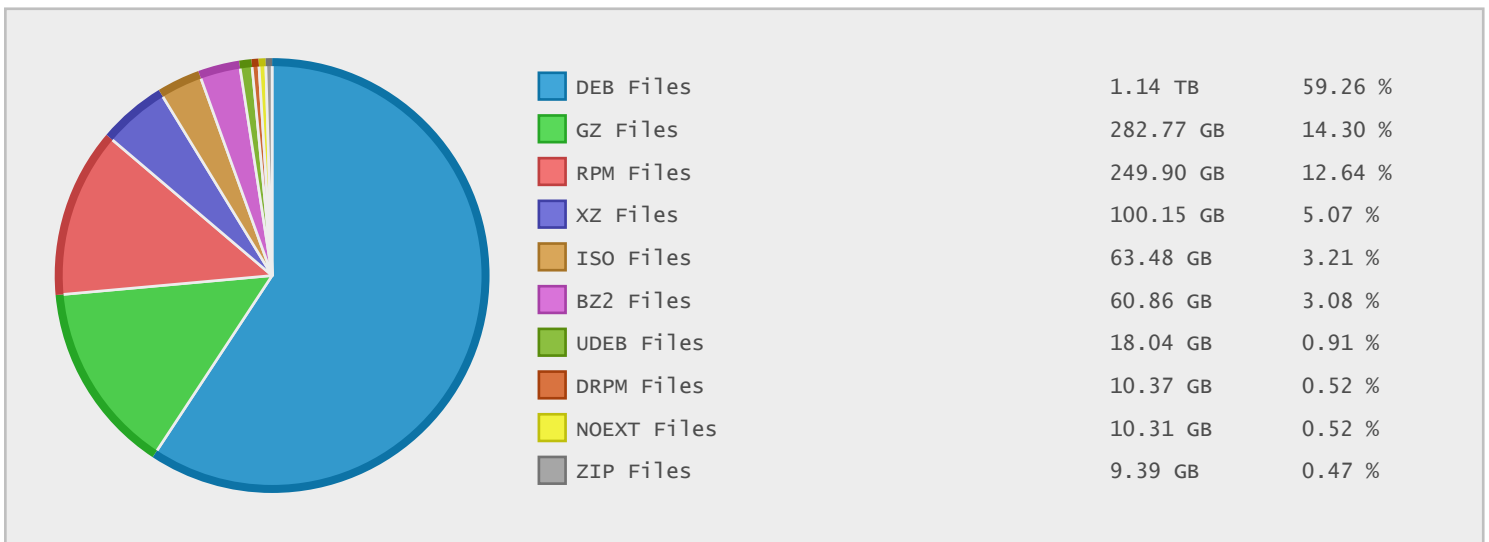 DEB Files 1.14 TB 59.26 %
GZ Files 282.77 GB 14.30 %
RPM Files 249.90 GB 12.64 %
XZ Files 100.15 GB 5.07 %
ISO Files 63.48 GB 3.21 %
BZ2 Files 60.86 GB 3.08 %
UDEB Files 18.04 GB 0.91 %
DRPM Files 10.37 GB 0.52 %
NOEXT Files 10.31 GB 0.52 %
ZIP Files 9.39 GB 0.47 %